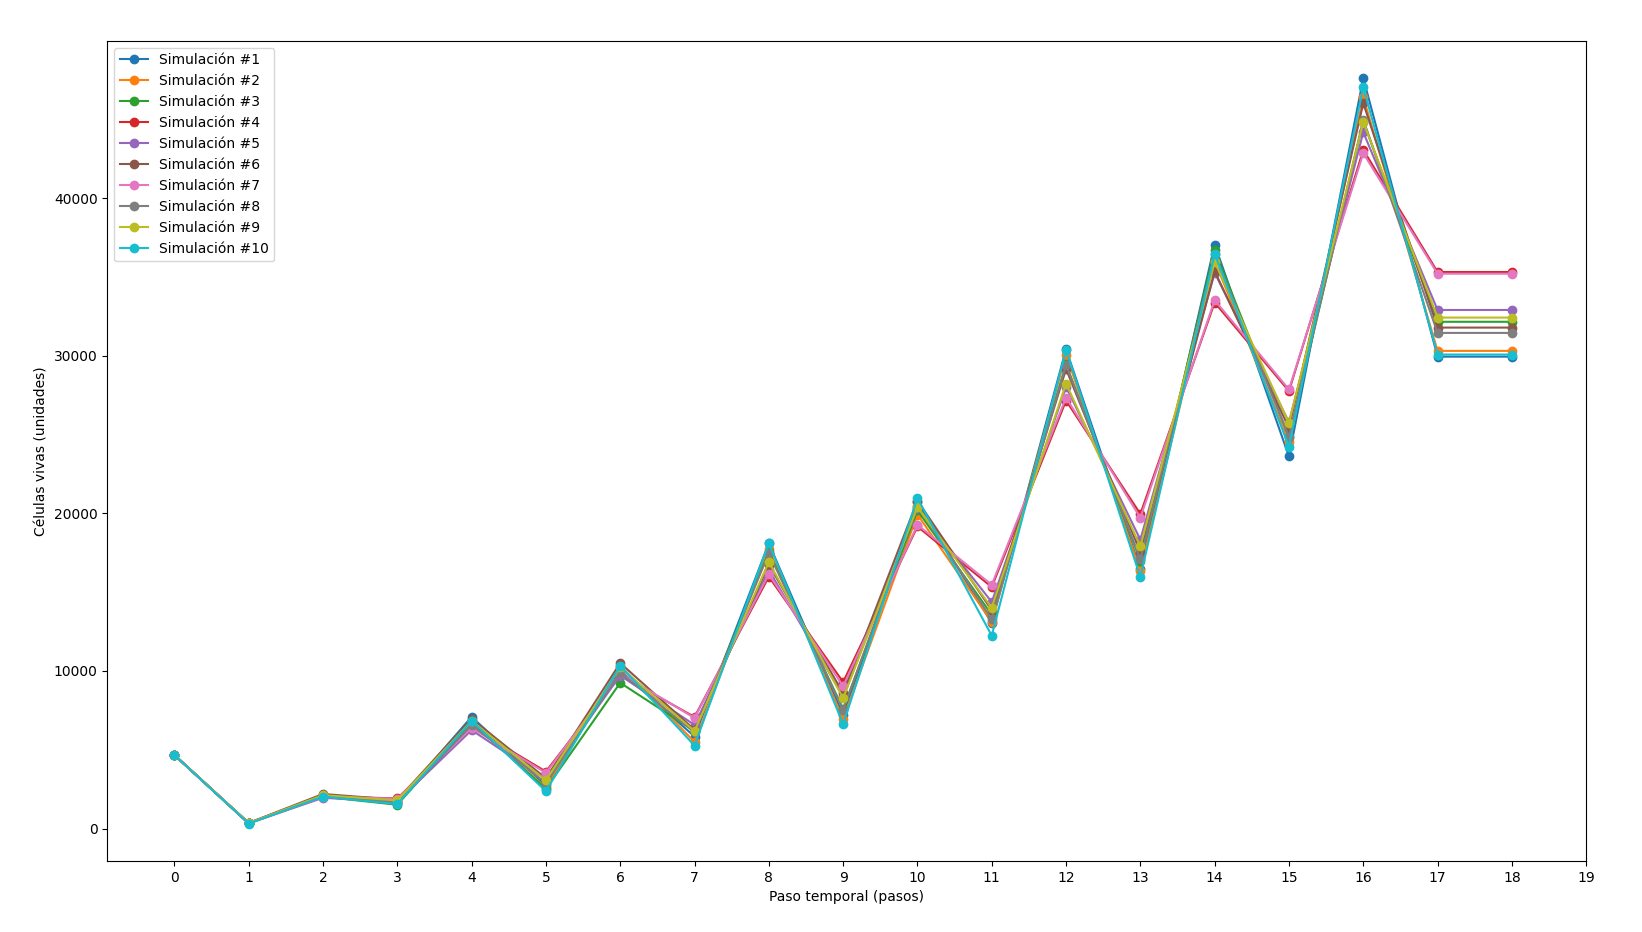 Simulación #1
Simulación #2
Simulación #3
Simulación #4
Simulación #5
Simulación #6
Simulación #7
Simulación #8
Simulación #9
Simulación #10
40000
30000
20000
10000
0
Células vivas (unidades)
0 1 2 3 4 5 6 7 8 9 10 11 12 13 14 15 16 17 18 19
Paso temporal (pasos)